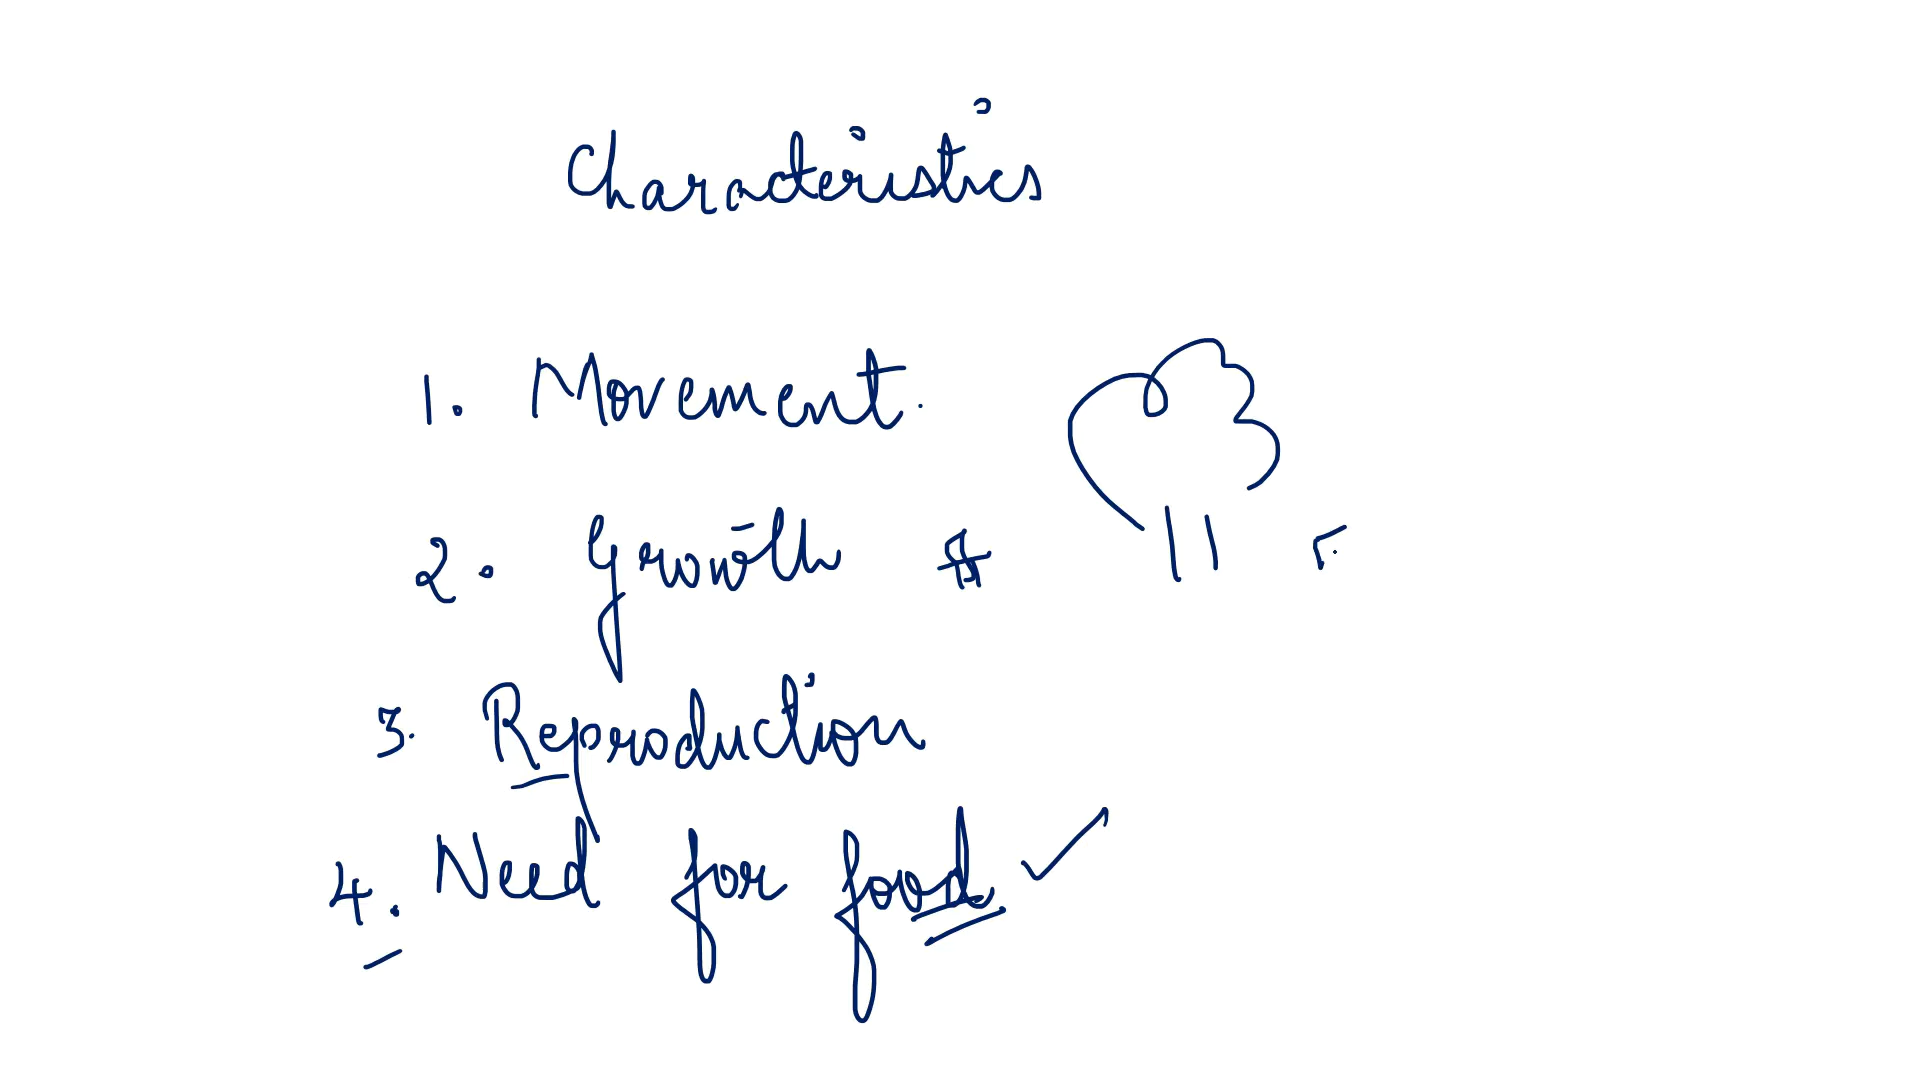 Characteristics
1. Movement.
2. Growth
3. Reproduction
4. Need for food